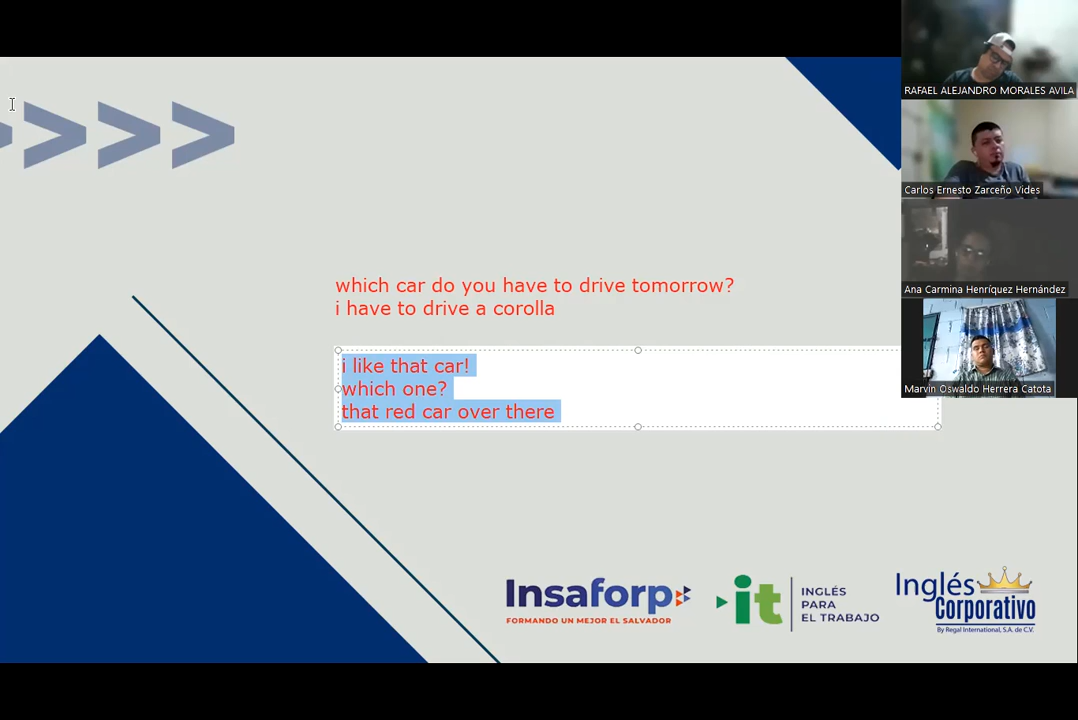 RAFAEL ALEJANDRO MORALES AVILA
Carlos Ernesto Zarceño Vides
Ana Carmina Henríquez Hernández
Marvin Oswaldo Herrera Catota
which car do you have to drive tomorrow?
i have to drive a corolla
i like that car!
which one?
that red car over there
Insaforp
FORMANDO UN MEJOR EL SALVADOR
it
INGLÉS
PARA
EL TRABAJO
Inglés
Corporativo
By Regal International, S.A. de C.V.